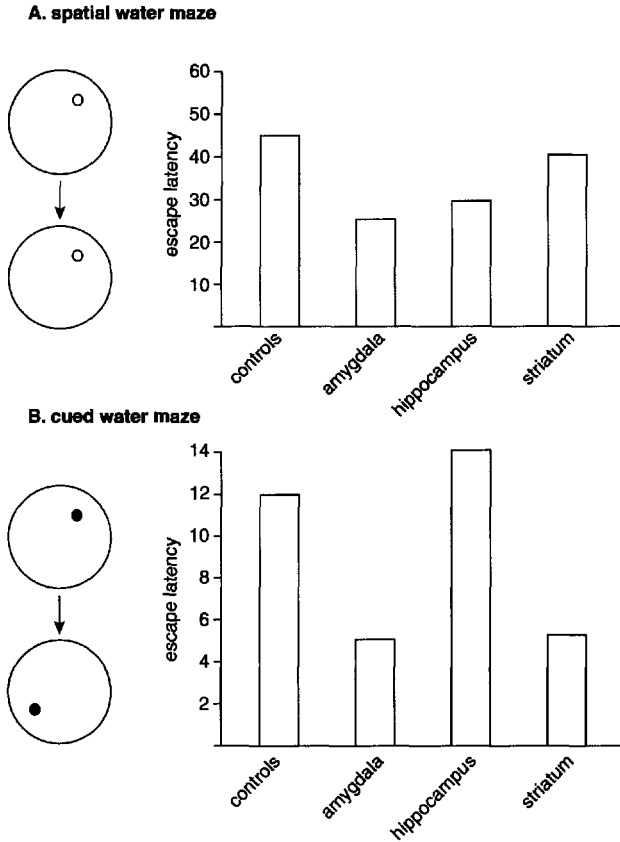 A. spatial water maze
60
50
40
30
20
10
escape latency
controls
amygdala
hippocampus
striatum
B. cued water maze
14
12
10
8
6
4
2
escape latency
controls
amygdala
hippocampus
striatum